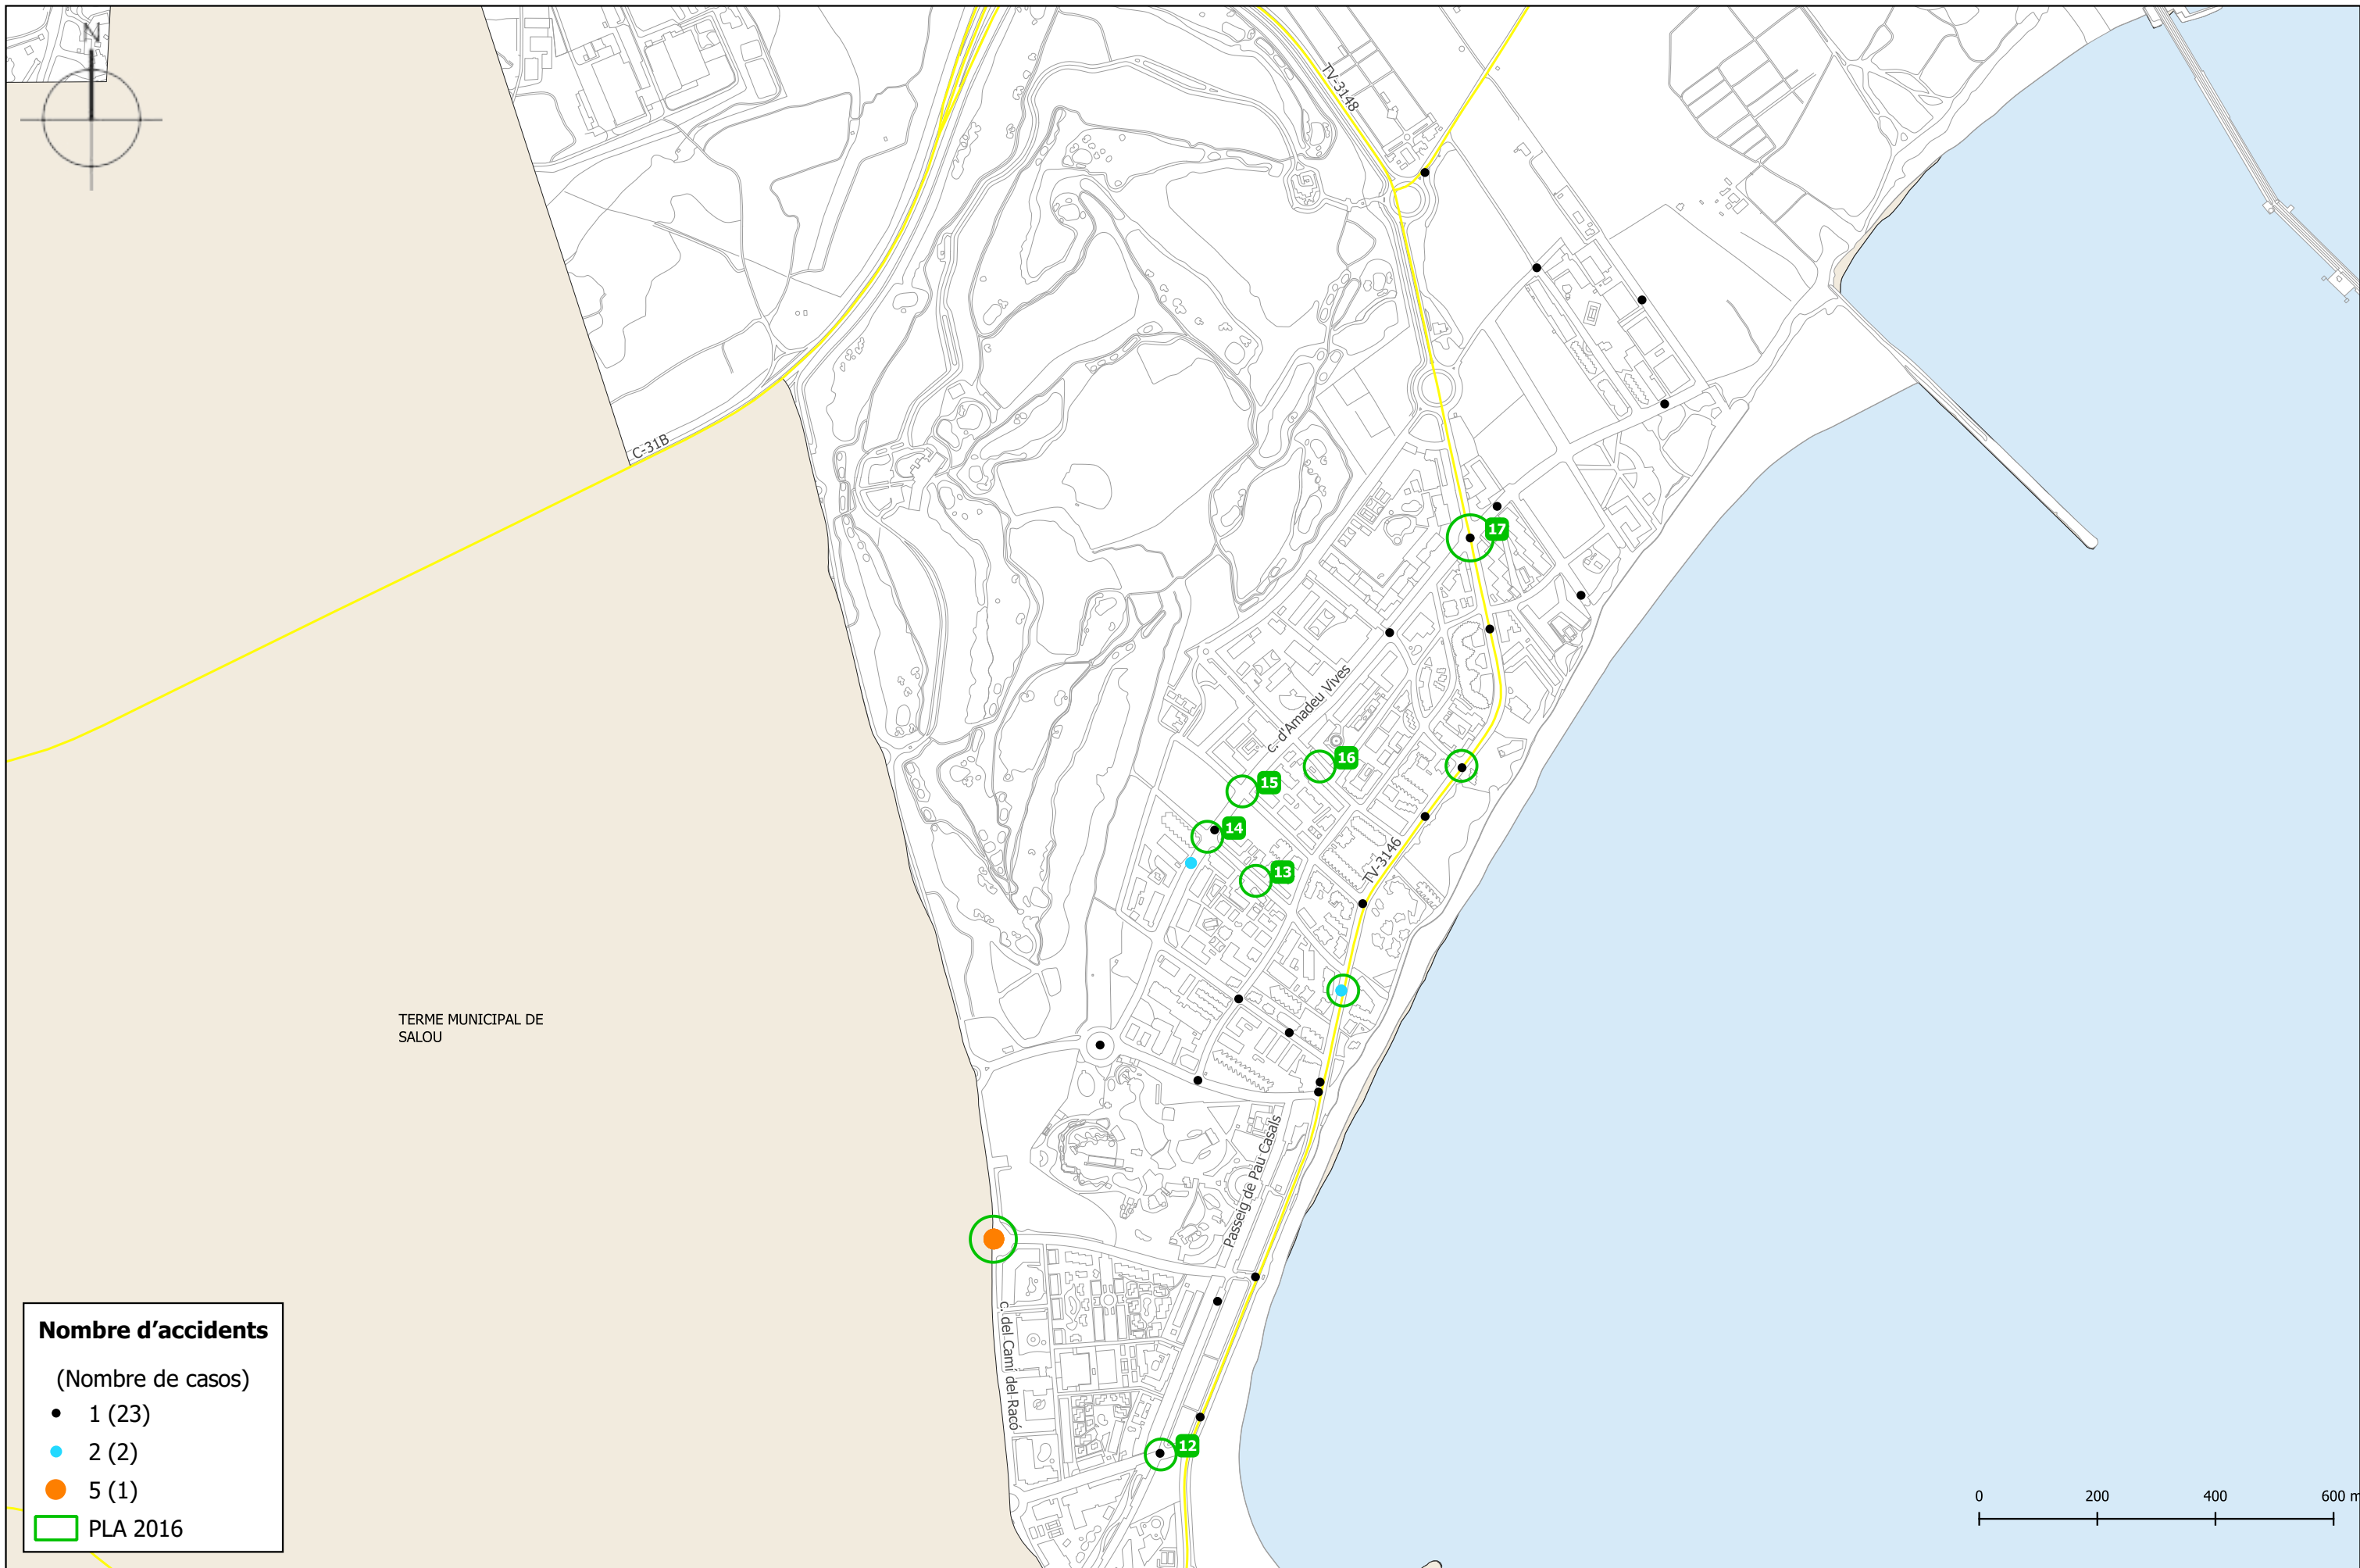 N
TV-3148
C-31B
17
c. d'Amadeu Vives
16
15
14
13
TV-3146
TERME MUNICIPAL DE
SALOU
Passeig de Pau Casals
c. del Camí del Racó
12
Nombre d’accidents
(Nombre de casos)
1 (23)
2 (2)
5 (1)
PLA 2016
0 200 400 600 m